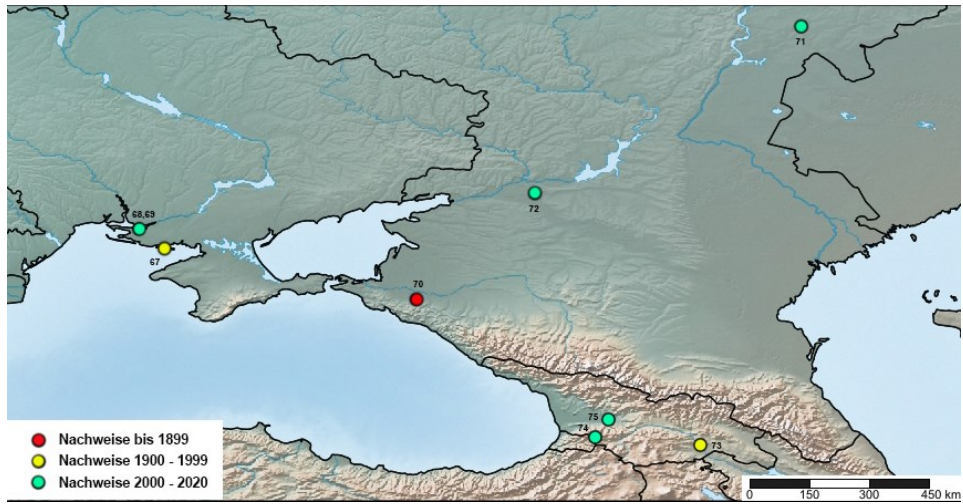 71
72
68,69
67
70
75
74
73
Nachweise bis 1899
Nachweise 1900 - 1999
Nachweise 2000 - 2020
0 150 300 450 km